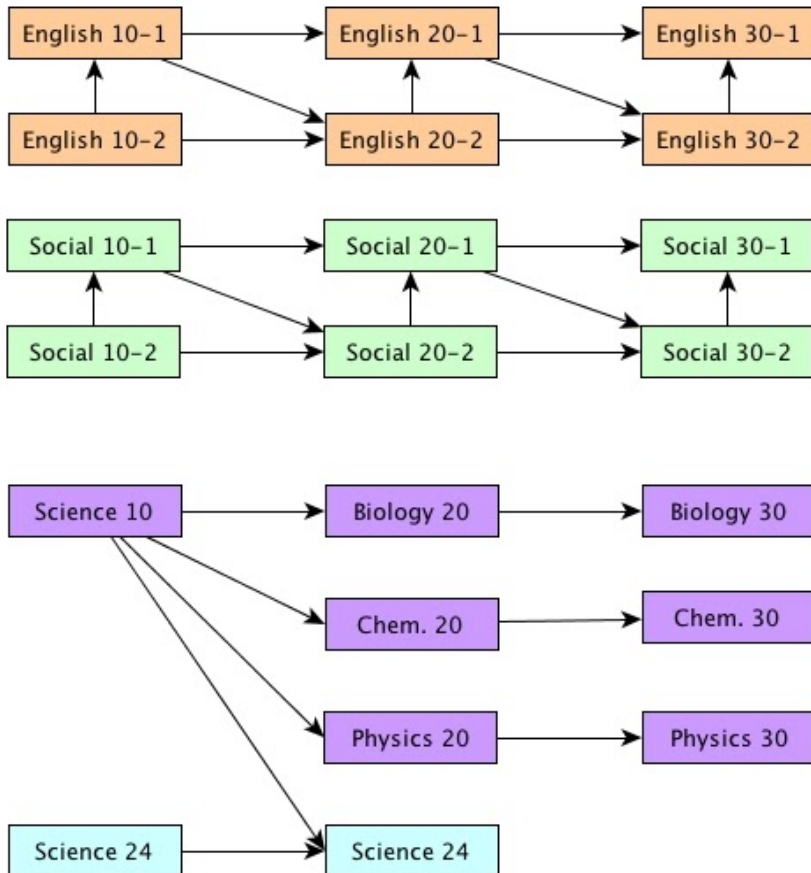 English 10-1
English 20-1
English 30-1
English 10-2
English 20-2
English 30-2
Social 10-1
Social 20-1
Social 30-1
Social 10-2
Social 20-2
Social 30-2
Science 10
Biology 20
Biology 30
Chem. 20
Chem. 30
Physics 20
Physics 30
Science 24
Science 24